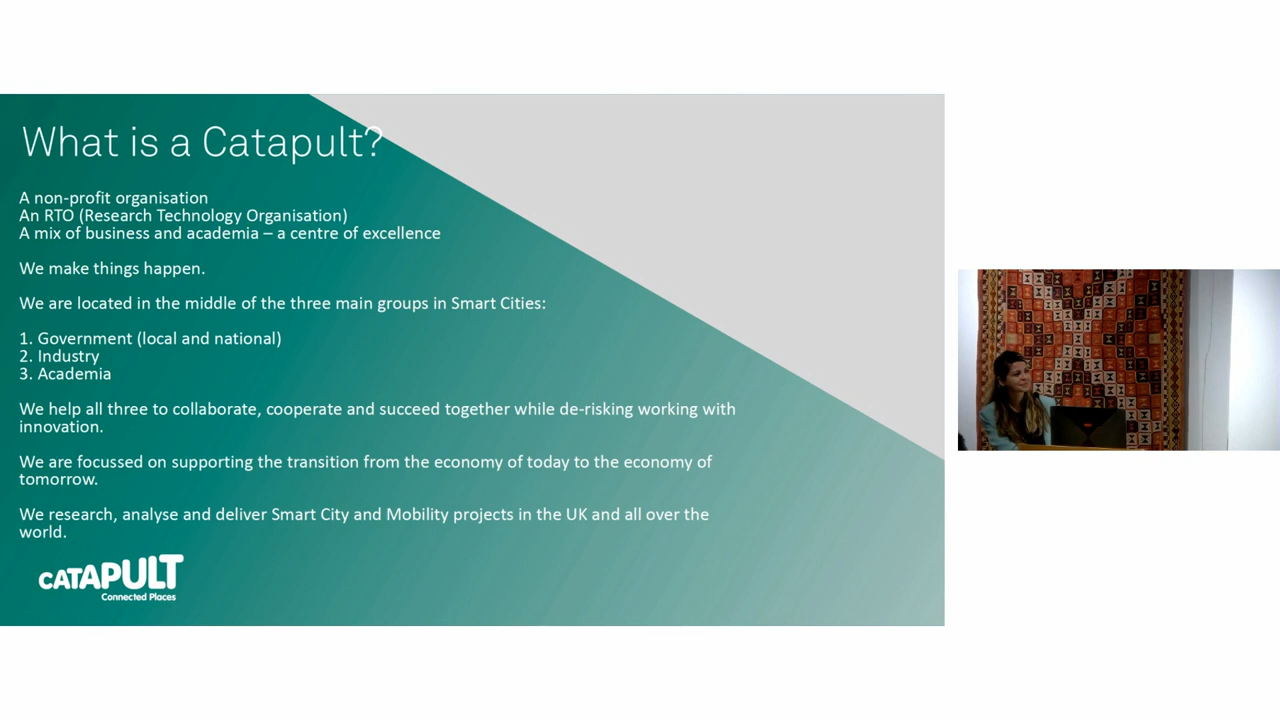 What is a Catapult?
A non-profit organisation
An RTO (Research Technology Organisation)
A mix of business and academia – a centre of excellence
We make things happen.
We are located in the middle of the three main groups in Smart Cities:
1. Government (local and national)
2. Industry
3. Academia
We help all three to collaborate, cooperate and succeed together while de-risking working with
innovation.
We are focussed on supporting the transition from the economy of today to the economy of
tomorrow.
We research, analyse and deliver Smart City and Mobility projects in the UK and all over the
world.
CATAPULT
Connected Places